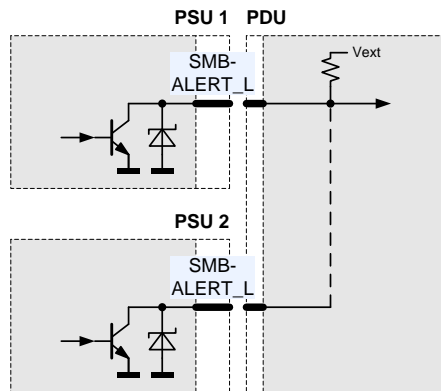 PSU 1 PDU
SMB-
ALERT_L
Vext
PSU 2
SMB-
ALERT_L